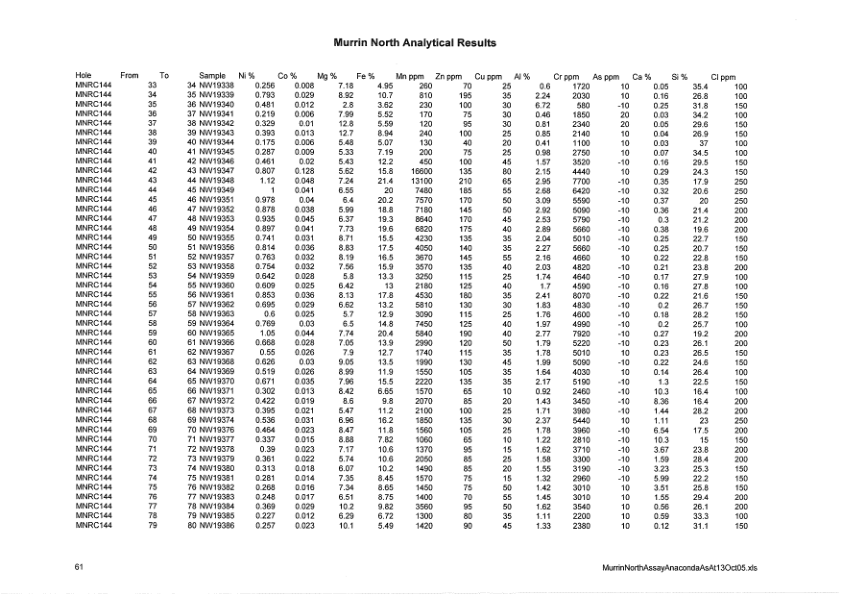 Murrin North Analytical Results
Hole From To Sample Ni % Co % Mg % Fe % Mn ppm Zn ppm Cu ppm Al % Cr ppm As ppm Ca % Si % Cl ppm
MNRC144 33 34 NW19338 0.256 0.008 7.18 4.95 260 70 25 0.6 1720 10 0.05 35.4 100
MNRC144 34 35 NW19339 0.793 0.029 8.92 10.7 810 195 35 2.24 2030 10 0.16 26.8 100
MNRC144 35 36 NW19340 0.481 0.012 2.8 3.62 230 100 30 6.72 580 -10 0.25 31.8 150
MNRC144 36 37 NW19341 0.219 0.006 7.99 5.52 170 75 30 0.46 1850 20 0.03 34.2 100
MNRC144 37 38 NW19342 0.329 0.01 12.8 5.59 120 95 30 0.81 2340 20 0.05 29.6 150
MNRC144 38 39 NW19343 0.393 0.013 12.7 8.94 240 100 25 0.85 2140 10 0.04 26.9 150
MNRC144 39 40 NW19344 0.175 0.006 5.48 5.07 130 40 20 0.41 1100 10 0.03 37 100
MNRC144 40 41 NW19345 0.287 0.009 5.33 7.19 200 75 25 0.98 2750 10 0.07 34.5 100
MNRC144 41 42 NW19346 0.461 0.02 5.43 12.2 450 100 45 1.57 3520 -10 0.16 29.5 150
MNRC144 42 43 NW19347 0.807 0.128 5.62 15.8 16600 135 80 2.15 4440 10 0.29 24.3 150
MNRC144 43 44 NW19348 1.12 0.048 7.24 21.4 13100 210 65 2.95 7700 -10 0.35 17.9 250
MNRC144 44 45 NW19349 1 0.041 6.55 20 7480 185 55 2.68 6420 -10 0.32 20.6 250
MNRC144 45 46 NW19351 0.978 0.04 6.4 20.2 7570 170 50 3.09 5590 -10 0.37 20 250
MNRC144 46 47 NW19352 0.878 0.038 5.99 18.8 7180 145 50 2.92 5090 -10 0.36 21.4 200
MNRC144 47 48 NW19353 0.935 0.045 6.37 19.3 8640 170 45 2.53 5790 -10 0.3 21.2 200
MNRC144 48 49 NW19354 0.897 0.041 7.73 19.6 6820 175 40 2.89 5660 -10 0.38 19.6 200
MNRC144 49 50 NW19355 0.741 0.031 8.71 15.5 4230 135 35 2.04 5010 -10 0.25 22.7 150
MNRC144 50 51 NW19356 0.814 0.036 8.83 17.5 4050 140 35 2.27 5660 -10 0.25 20.7 150
MNRC144 51 52 NW19357 0.763 0.032 8.19 16.5 3670 145 55 2.16 4660 10 0.22 22.8 150
MNRC144 52 53 NW19358 0.754 0.032 7.56 15.9 3570 135 40 2.03 4820 -10 0.21 23.8 200
MNRC144 53 54 NW19359 0.642 0.028 5.8 13.3 3250 115 25 1.74 4640 -10 0.17 27.9 100
MNRC144 54 55 NW19360 0.609 0.025 6.42 13 2180 125 40 1.7 4590 -10 0.16 27.8 100
MNRC144 55 56 NW19361 0.853 0.036 8.13 17.8 4530 180 35 2.41 8070 -10 0.22 21.6 150
MNRC144 56 57 NW19362 0.695 0.029 6.62 13.2 5810 130 30 1.83 4830 -10 0.2 26.7 150
MNRC144 57 58 NW19363 0.6 0.025 5.7 12.9 3090 115 25 1.76 4600 -10 0.18 28.2 150
MNRC144 58 59 NW19364 0.769 0.03 6.5 14.8 7450 125 40 1.97 4990 -10 0.2 25.7 100
MNRC144 59 60 NW19365 1.05 0.044 7.74 20.4 5840 190 40 2.77 7920 -10 0.27 19.2 200
MNRC144 60 61 NW19366 0.668 0.028 7.05 13.9 2990 120 50 1.79 5220 -10 0.23 26.1 200
MNRC144 61 62 NW19367 0.55 0.026 7.9 12.7 1740 115 35 1.78 5010 10 0.23 26.5 150
MNRC144 62 63 NW19368 0.626 0.03 9.05 13.5 1990 130 45 1.99 5090 -10 0.22 24.6 150
MNRC144 63 64 NW19369 0.519 0.026 8.99 11.9 1550 105 35 1.64 4030 10 0.14 26.4 100
MNRC144 64 65 NW19370 0.671 0.035 7.96 15.5 2220 135 35 2.17 5190 -10 1.3 22.5 150
MNRC144 65 66 NW19371 0.302 0.013 8.42 6.65 1570 65 10 0.92 2460 -10 10.3 16.4 100
MNRC144 66 67 NW19372 0.422 0.019 8.6 9.8 2070 85 20 1.43 3450 -10 8.36 16.4 200
MNRC144 67 68 NW19373 0.395 0.021 5.47 11.2 2100 100 25 1.71 3980 -10 1.44 28.2 200
MNRC144 68 69 NW19374 0.536 0.031 6.96 16.2 1850 135 30 2.37 5440 10 1.11 23 250
MNRC144 69 70 NW19376 0.464 0.023 8.47 11.8 1560 105 25 1.78 3960 -10 6.54 17.5 200
MNRC144 70 71 NW19377 0.337 0.015 8.88 7.82 1060 65 10 1.22 2810 -10 10.3 15 150
MNRC144 71 72 NW19378 0.39 0.023 7.17 10.6 1370 95 15 1.62 3710 -10 3.67 23.8 200
MNRC144 72 73 NW19379 0.361 0.022 5.74 10.6 2050 85 25 1.58 3300 -10 1.59 28.4 200
MNRC144 73 74 NW19380 0.313 0.018 6.07 10.2 1490 85 20 1.55 3190 -10 3.23 25.3 150
MNRC144 74 75 NW19381 0.281 0.014 7.35 8.45 1570 75 15 1.32 2960 -10 5.99 22.2 150
MNRC144 75 76 NW19382 0.268 0.016 7.34 8.65 1450 75 50 1.42 3010 10 3.51 25.8 150
MNRC144 76 77 NW19383 0.248 0.017 6.51 8.75 1400 70 55 1.45 3010 10 1.55 29.4 200
MNRC144 77 78 NW19384 0.369 0.029 10.2 9.82 3560 95 50 1.62 3540 10 0.56 26.1 200
MNRC144 78 79 NW19385 0.227 0.012 6.29 6.72 1300 80 35 1.11 2200 10 0.59 33.3 100
MNRC144 79 80 NW19386 0.257 0.023 10.1 5.49 1420 90 45 1.33 2380 10 0.12 31.1 150
61 MurrinNorthAssayAnacondaAsAt13Oct05.xls